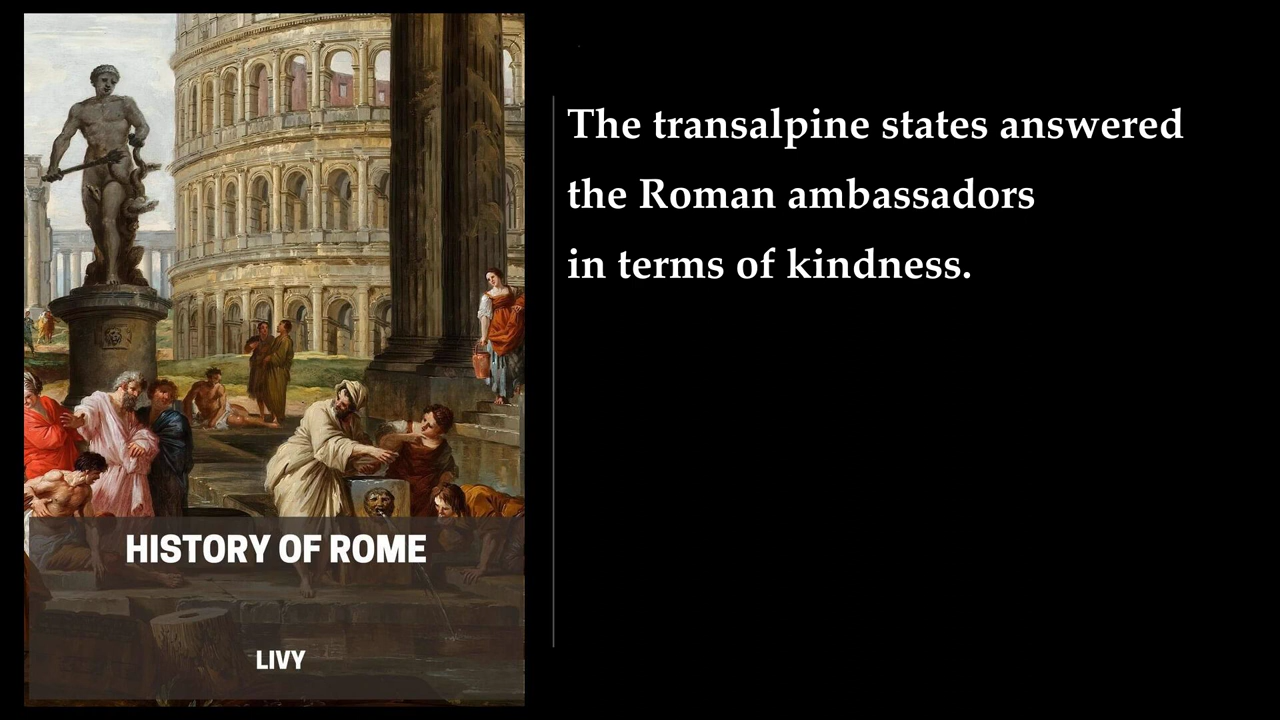 HISTORY OF ROME
LIVY
The transalpine states answered
the Roman ambassadors
in terms of kindness.